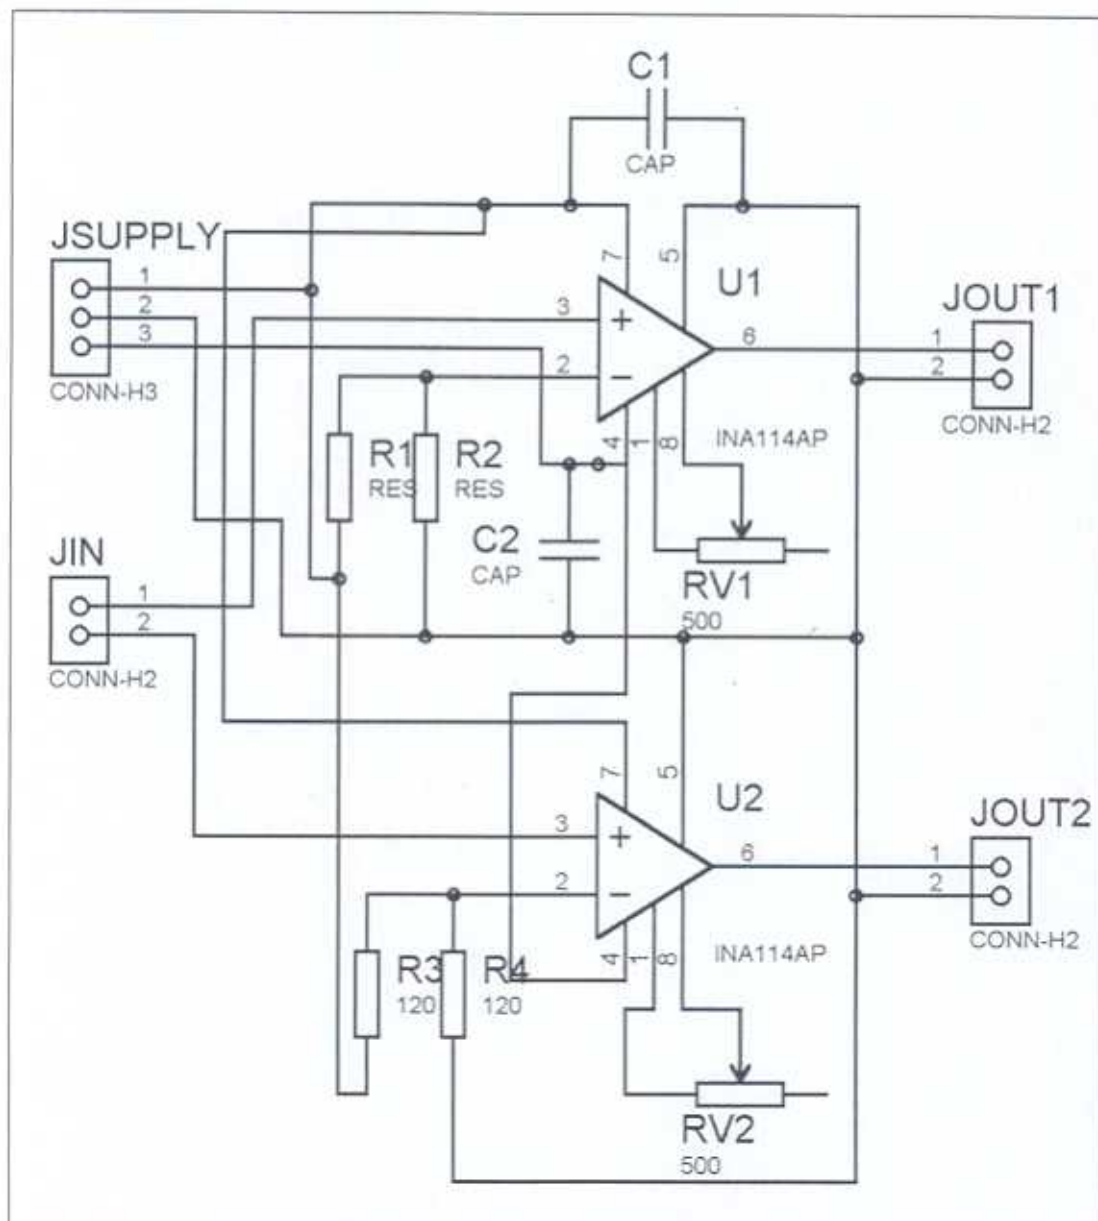 C1
CAP
JSUPPLY
1
2
3
CONN-H3
7
5
U1
3
+
2
−
6
4
1
8
INA114AP
JOUT1
1
2
CONN-H2
R1
RES
R2
RES
C2
CAP
RV1
500
JIN
1
2
CONN-H2
7
5
U2
3
+
2
−
6
4
1
8
INA114AP
JOUT2
1
2
CONN-H2
R3
120
R4
120
RV2
500